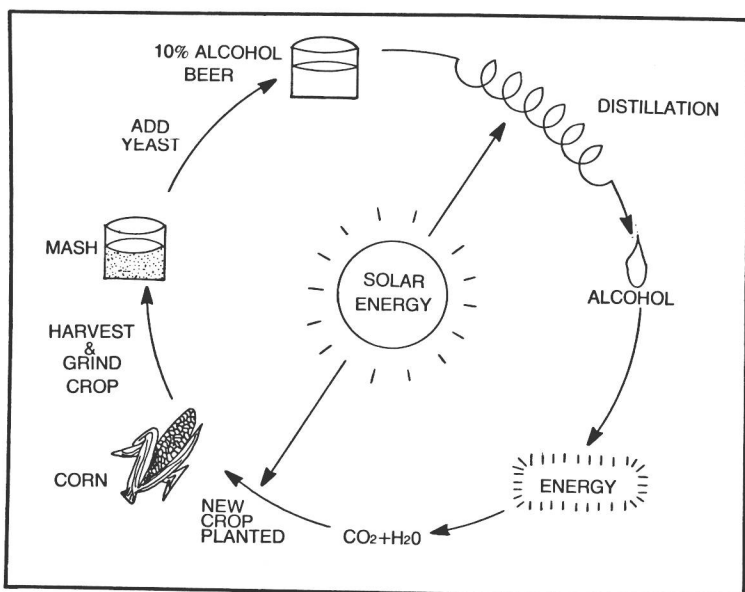 10% ALCOHOL
BEER
DISTILLATION
ADD
YEAST
MASH
SOLAR
ENERGY
ALCOHOL
HARVEST
&
GRIND
CROP
CORN
ENERGY
NEW
CROP
PLANTED
CO₂+H₂0